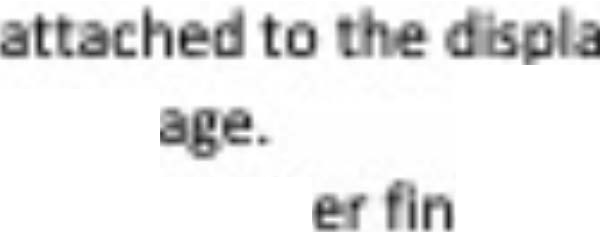 attached to the displa
age.
er fin